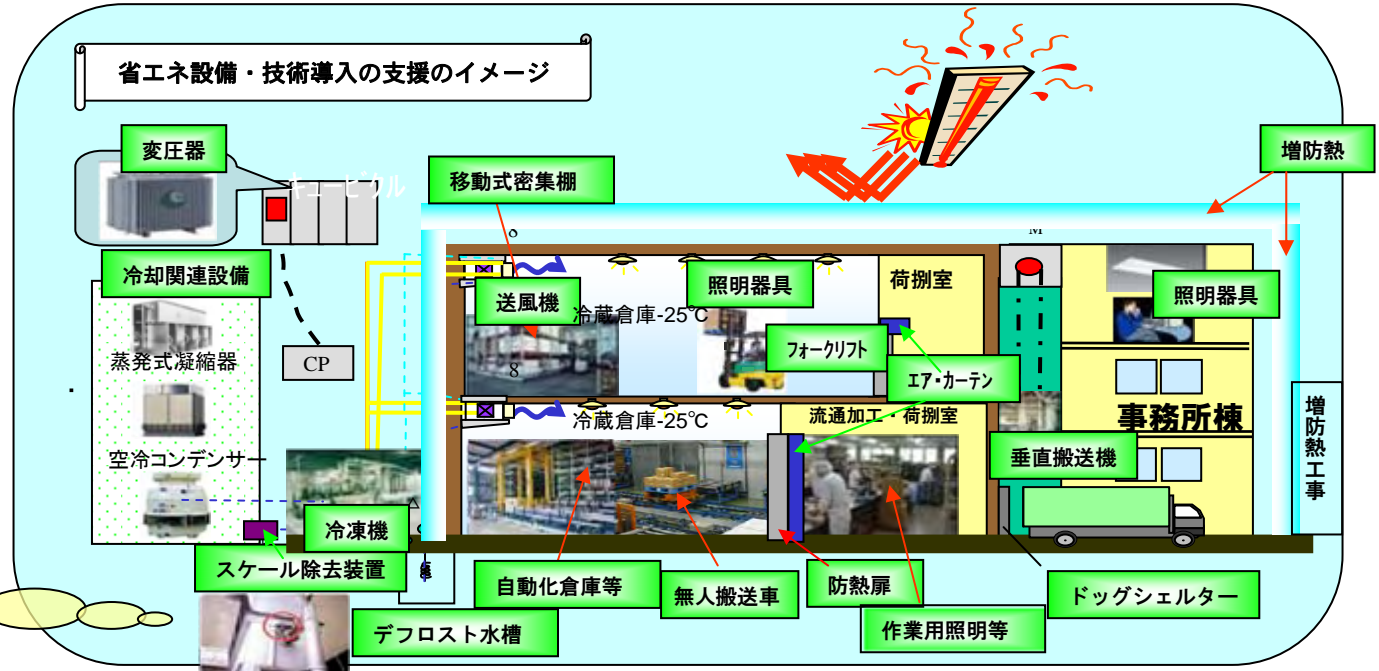 省エネ設備・技術導入の支援のイメージ
変圧器
キュービクル
移動式密集棚
増防熱
冷却関連設備
8
M
送風機
照明器具
荷捌室
照明器具
冷蔵倉庫-25℃
蒸発式凝縮器
CP
8
フォークリフト
エア・カーテン
冷蔵倉庫-25℃
流通加工・荷捌室
事務所棟
増防熱工事
空冷コンデンサー
垂直搬送機
冷凍機
スケール除去装置
自動化倉庫等
無人搬送車
防熱扉
ドッグシェルター
デフロスト水槽
作業用照明等